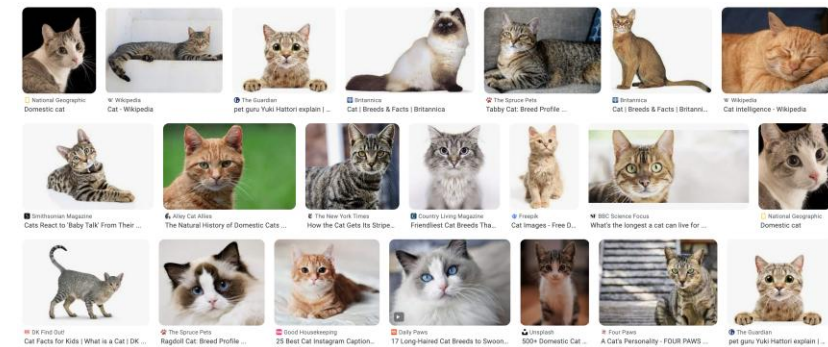 National Geographic
Domestic cat
Wikipedia
Cat - Wikipedia
The Guardian
pet guru Yuki Hattori explain | ...
Britannica
Cat | Breeds & Facts | Britannica
The Spruce Pets
Tabby Cat: Breed Profile ...
Britannica
Cat | Breeds & Facts | Britanni...
Wikipedia
Cat intelligence - Wikipedia
Smithsonian Magazine
Cats React to 'Baby Talk' From Their ...
Alley Cat Allies
The Natural History of Domestic Cats ...
The New York Times
How the Cat Gets Its Stripe...
Country Living Magazine
Friendliest Cat Breeds Tha...
Freepik
Cat Images - Free D...
BBC Science Focus
What's the longest a cat can live for ...
National Geographic
Domestic cat
DK Find Out!
Cat Facts for Kids | What is a Cat | DK ...
The Spruce Pets
Ragdoll Cat: Breed Profile ...
Good Housekeeping
25 Best Cat Instagram Caption...
Daily Paws
17 Long-Haired Cat Breeds to Swoon...
Unsplash
500+ Domestic Cat ...
Four Paws
A Cat's Personality - FOUR PAWS ...
The Guardian
pet guru Yuki Hattori explain | ...